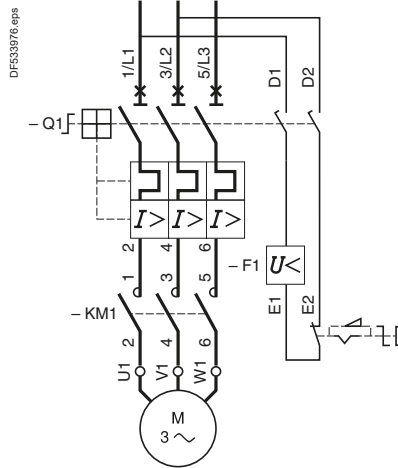 DF533976.eps
1/L1
3/L2
5/L3
D1
D2
– Q1
I>
I>
I>
2
4
6
– F1
U<
1
3
5
E1
E2
– KM1
2
4
6
U1
V1
W1
M
3 ~